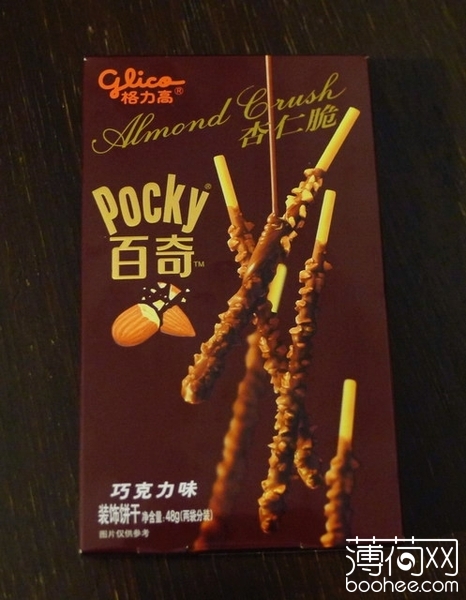 Glico
格力高®
Almond Crush
杏仁脆
Pocky®
百奇™
巧克力味
装饰饼干 净含量:48g(两袋分装)
图片仅供参考
薄荷网
boohee.com